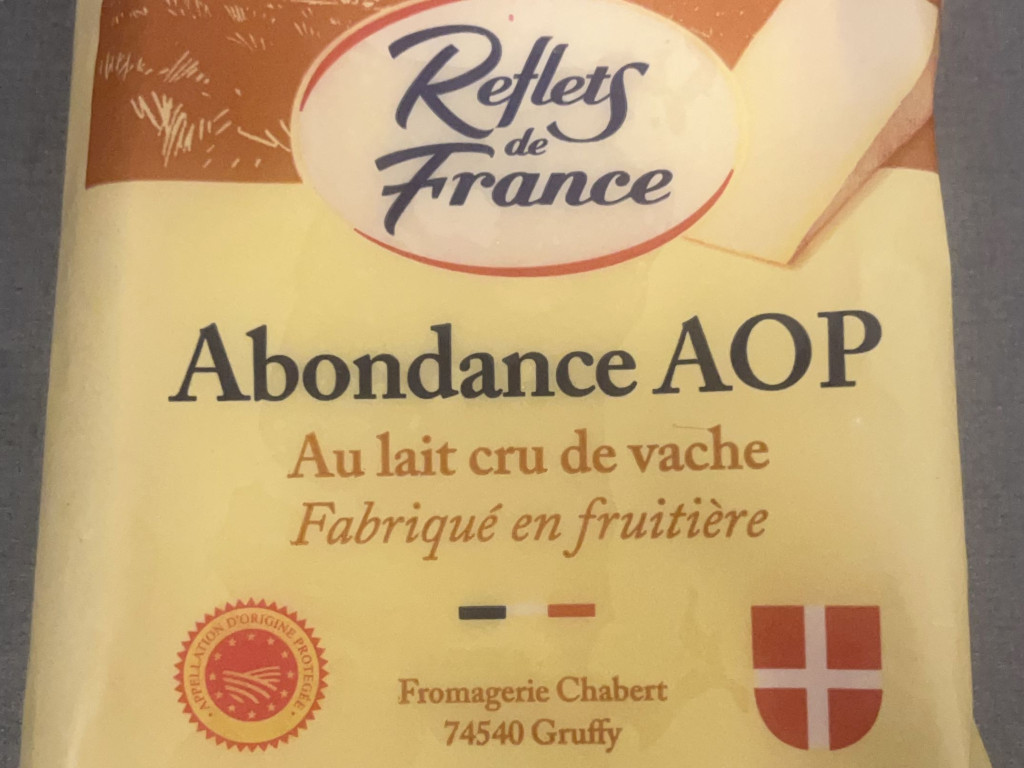 Reflets
de
France
Abondance AOP
Au lait cru de vache
Fabriqué en fruitière
APPELLATION D'ORIGINE PROTÉGÉE
Fromagerie Chabert
74540 Gruffy